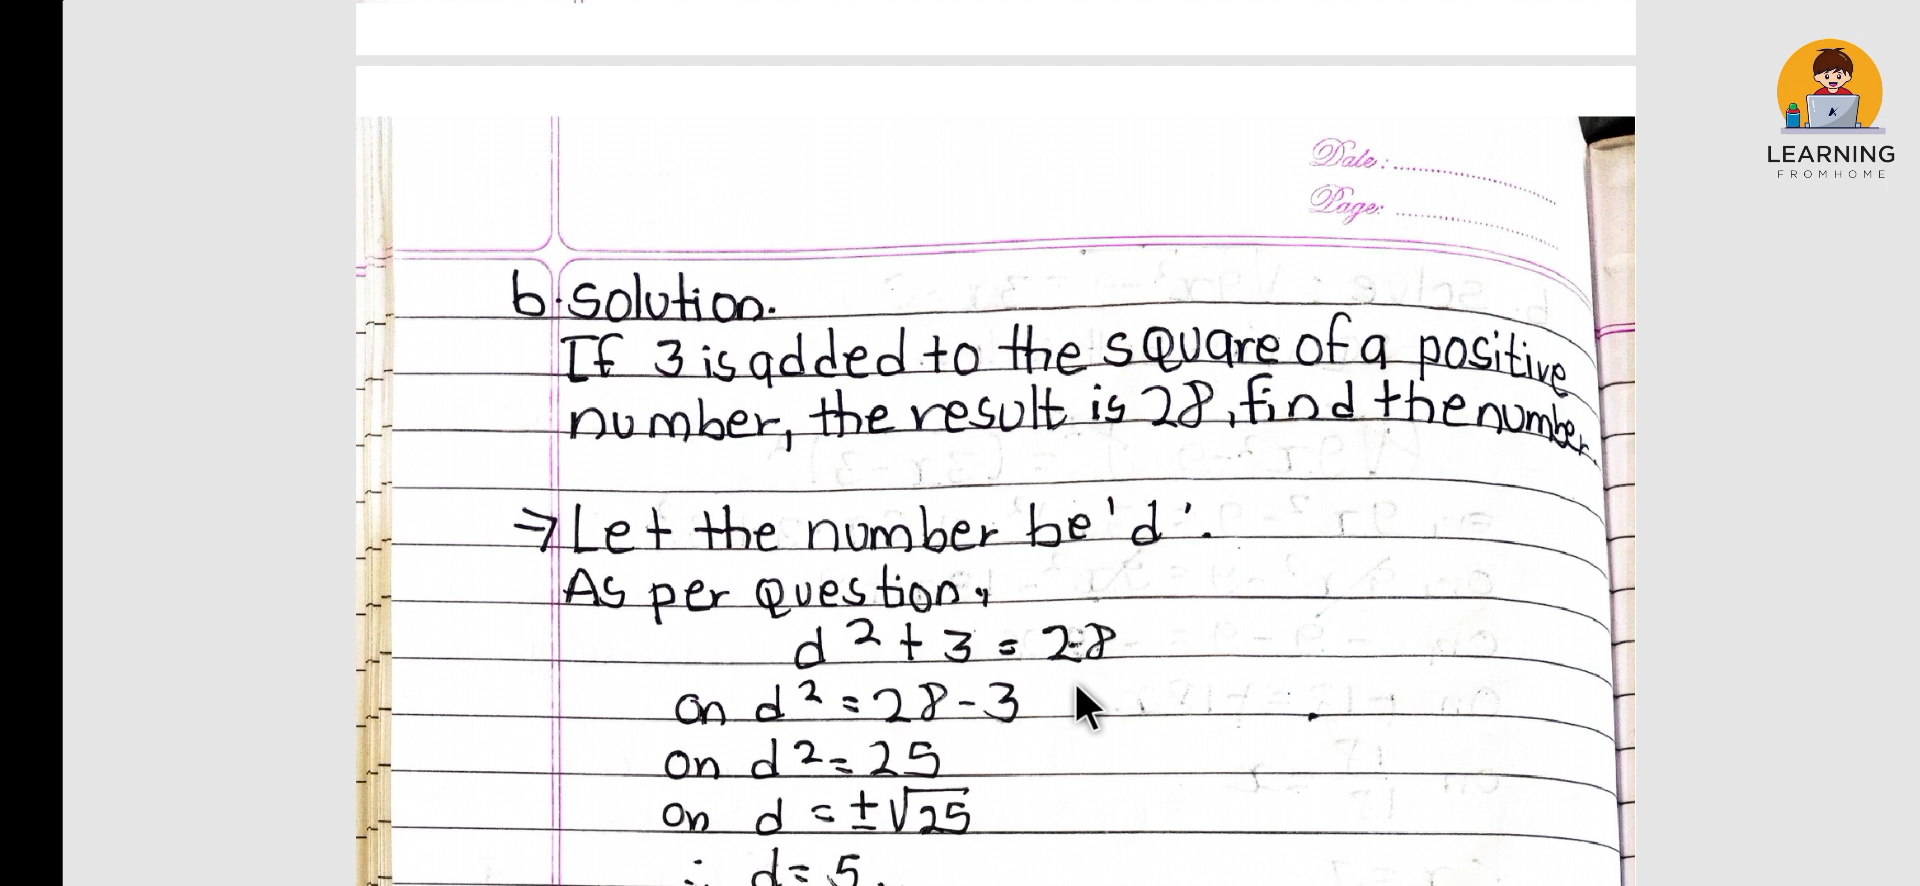 LEARNING
FROMHOME
Date:
Page:
b. Solution.
If 3 is added to the square of a positive
number, the result is 28, find the number.
⇒ Let the number be 'd'.
As per question,
d² + 3 = 28
or d² = 28 - 3
or d² = 25
or d = ±√25
∴ d = 5.